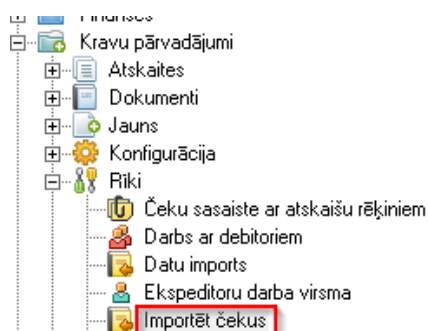 Finanses
Kravu pārvadājumi
Atskaites
Dokumenti
Jauns
Konfigurācija
Rīki
Čeku sasaiste ar atskaišu rēķiniem
Darbs ar debitoriem
Datu imports
Ekspeditoru darba virsma
Importēt čekus